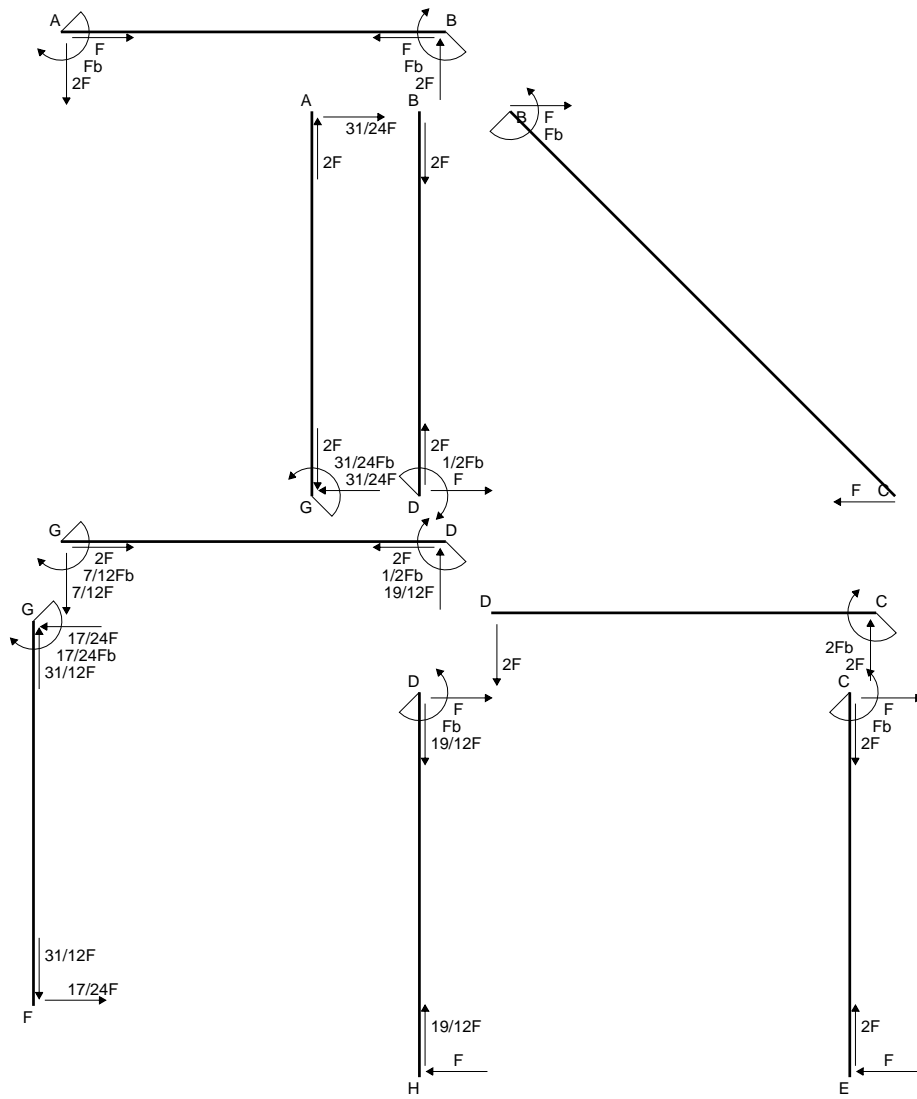 A B
F F
Fb Fb
2F 2F
A B B
31/24F F
Fb
2F 2F
2F 2F
31/24Fb 1/2Fb
31/24F F F C
G D
G D
2F 2F
7/12Fb 1/2Fb
7/12F 19/12F
G D C
17/24F
17/24Fb 2Fb
31/12F 2F 2F
D C
F F
Fb Fb
19/12F 2F
31/12F
17/24F
F
19/12F 2F
F F
H E